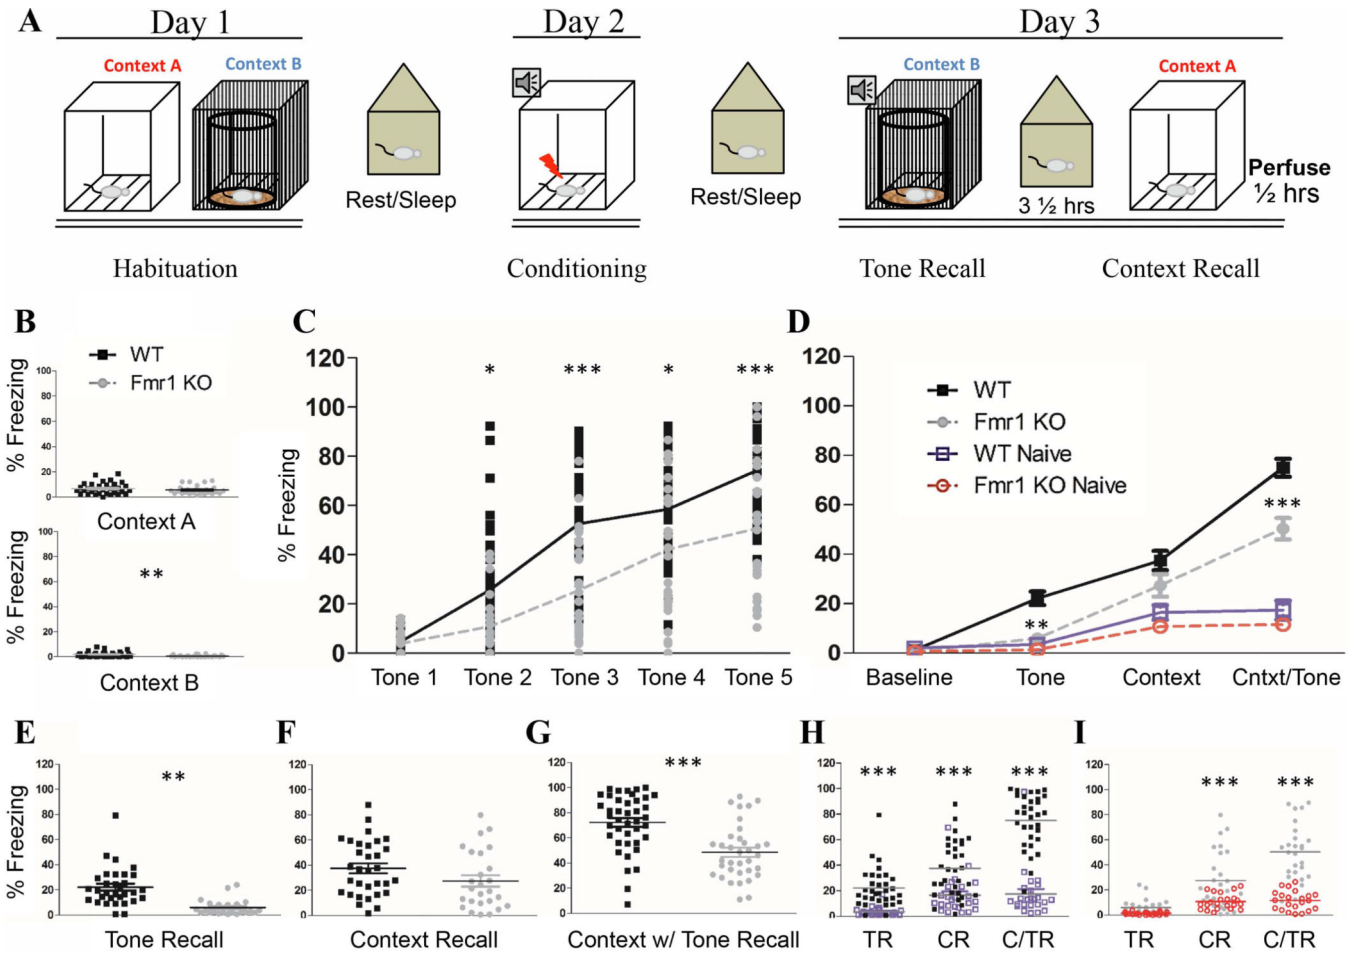 A
Day 1
Day 2
Day 3
Context A
Context B
Context B
Context A
Rest/Sleep
Rest/Sleep
3 ½ hrs
Perfuse
½ hrs
Habituation
Conditioning
Tone Recall
Context Recall
B
WT
Fmr1 KO
% Freezing
100
80
60
40
20
0
Context A
% Freezing
100
80
60
40
20
0
**
Context B
C
% Freezing
120
100
80
60
40
20
0
*
***
*
***
Tone 1
Tone 2
Tone 3
Tone 4
Tone 5
D
120
100
80
60
40
20
0
WT
Fmr1 KO
WT Naive
Fmr1 KO Naive
**
***
Baseline
Tone
Context
Cntxt/Tone
E
% Freezing
120
100
80
60
40
20
0
**
Tone Recall
F
120
100
80
60
40
20
0
Context Recall
G
120
100
80
60
40
20
0
***
Context w/ Tone Recall
H
120
100
80
60
40
20
0
***
***
***
TR
CR
C/TR
I
120
100
80
60
40
20
0
***
***
TR
CR
C/TR